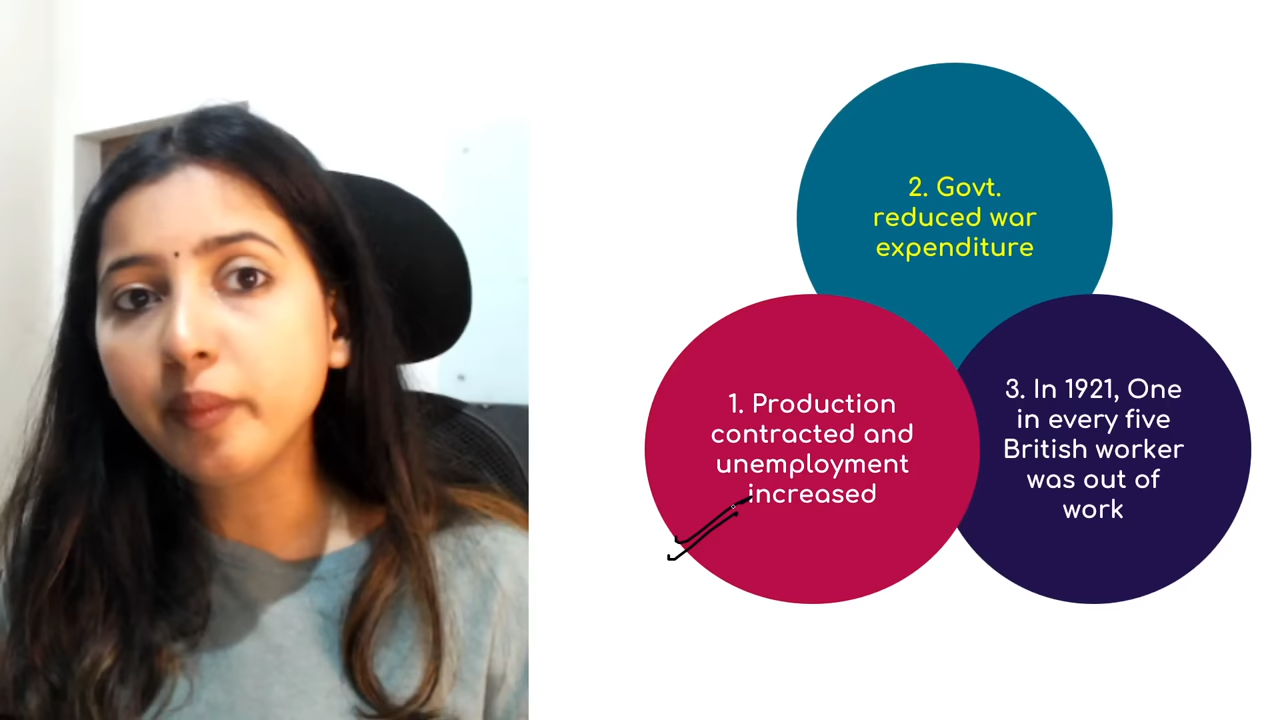 2. Govt.
reduced war
expenditure
1. Production
contracted and
unemployment
increased
3. In 1921, One
in every five
British worker
was out of
work